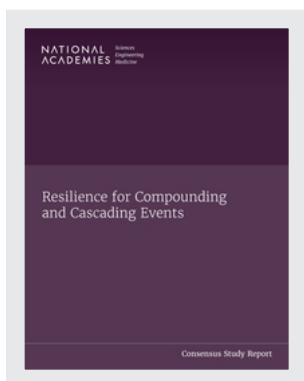 NATIONAL
ACADEMIES
Sciences
Engineering
Medicine
Resilience for Compounding
and Cascading Events
Consensus Study Report